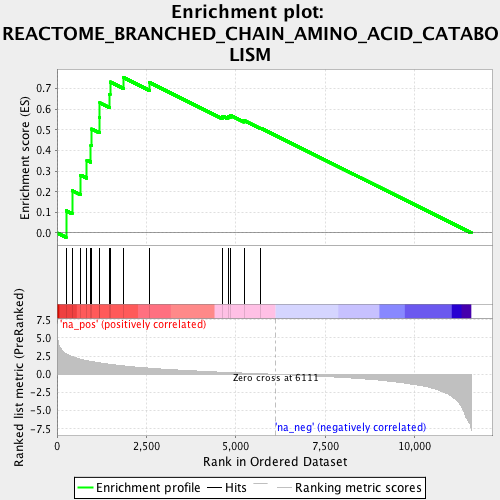 Enrichment plot:
REACTOME_BRANCHED_CHAIN_AMINO_ACID_CATABO
LISM
Enrichment score (ES)
0.7
0.6
0.5
0.4
0.3
0.2
0.1
0.0
Ranked list metric (PreRanked)
7.5
5.0
2.5
0.0
-2.5
-5.0
-7.5
'na_pos' (positively correlated)
Zero cross at 6111
'na_neg' (negatively correlated)
0 2,500 5,000 7,500 10,000
Rank in Ordered Dataset
Enrichment profile Hits Ranking metric scores